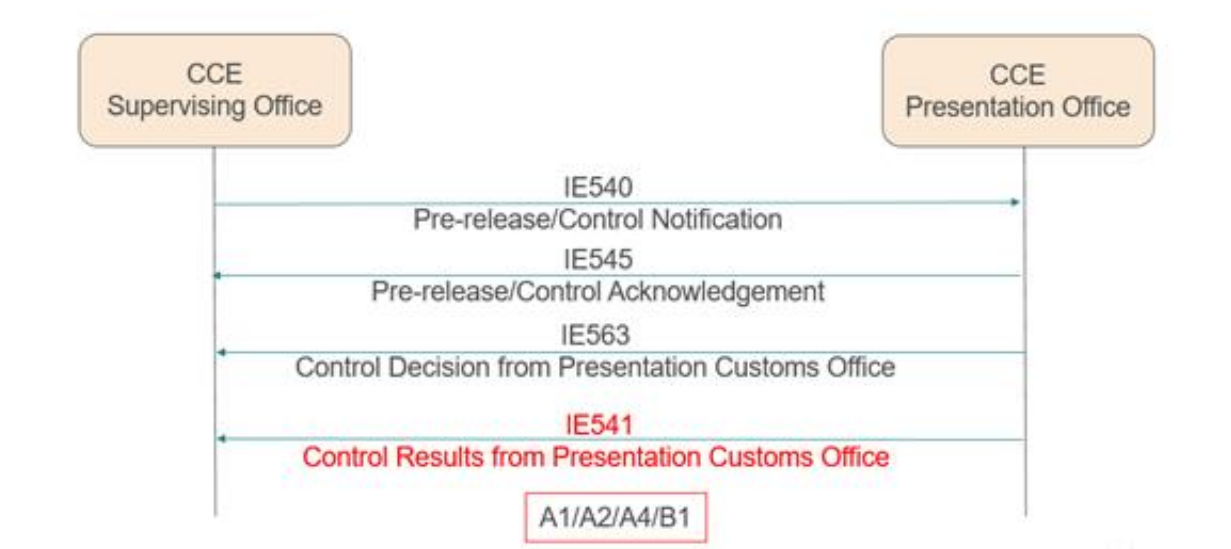 CCE
Supervising Office
CCE
Presentation Office
IE540
Pre-release/Control Notification
IE545
Pre-release/Control Acknowledgement
IE563
Control Decision from Presentation Customs Office
IE541
Control Results from Presentation Customs Office
A1/A2/A4/B1